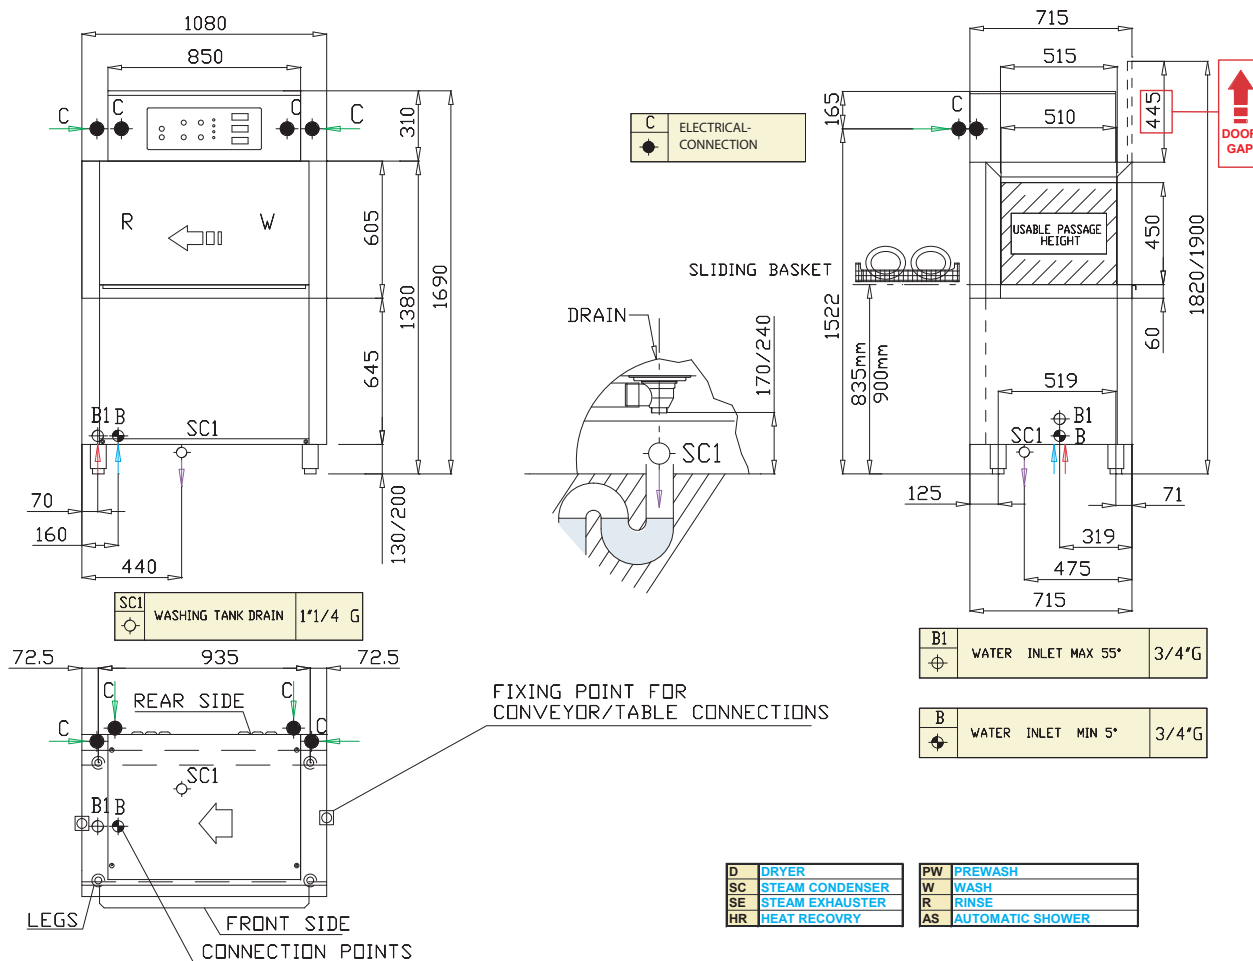 1080
850
C
C
C
C
310
R
W
605
1380
1690
645
B1
B
SC1
70
160
440
130/200
C
ELECTRICAL-
CONNECTION
SLIDING BASKET
DRAIN
170/240
SC1
715
515
165
C
445
510
DOOR
GAP
USABLE PASSAGE
HEIGHT
450
1820/1900
1522
835mm
900mm
60
519
B1
B
SC1
125
71
319
475
715
SC1
WASHING TANK DRAIN
1"1/4 G
B1
WATER INLET MAX 55°
3/4"G
B
WATER INLET MIN 5°
3/4"G
72.5
935
72.5
C
C
C
C
REAR SIDE
SC1
B1
B
FIXING POINT FOR
CONVEYOR/TABLE CONNECTIONS
LEGS
FRONT SIDE
CONNECTION POINTS
D DRYER
SC STEAM CONDENSER
SE STEAM EXHAUSTER
HR HEAT RECOVRY
PW PREWASH
W WASH
R RINSE
AS AUTOMATIC SHOWER